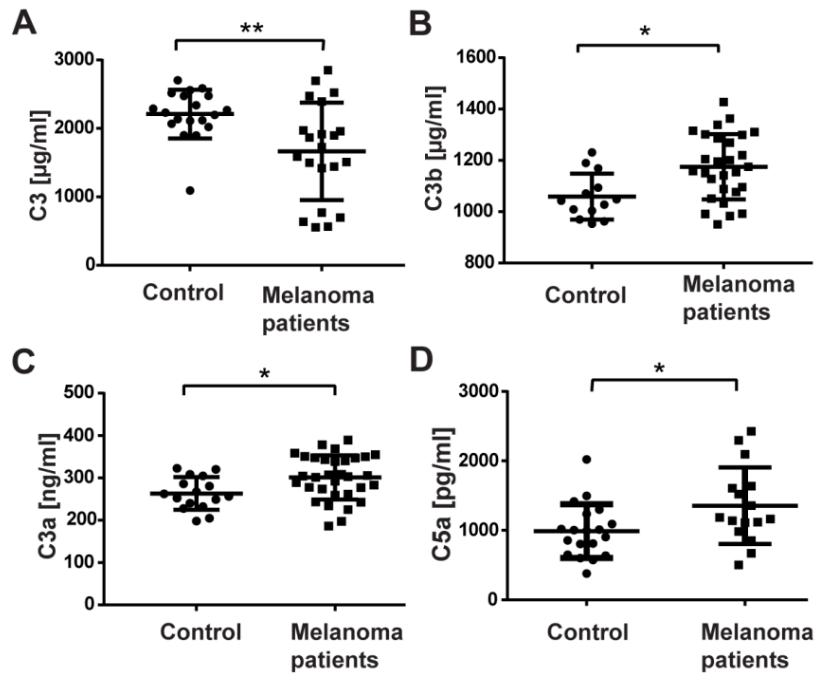 A
**
C3 [µg/ml]
3000
2000
1000
0
Control
Melanoma
patients
B
*
C3b [µg/ml]
1600
1400
1200
1000
800
Control
Melanoma
patients
C
*
C3a [ng/ml]
500
400
300
200
100
0
Control
Melanoma
patients
D
*
C5a [pg/ml]
3000
2000
1000
0
Control
Melanoma
patients